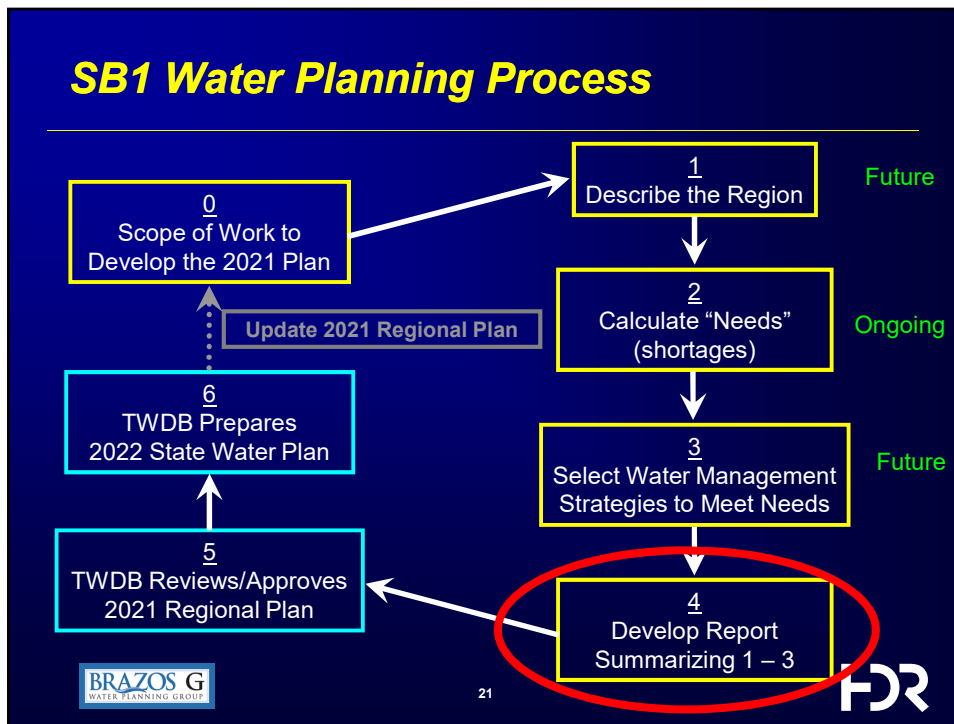 SB1 Water Planning Process
0
Scope of Work to
Develop the 2021 Plan
1
Describe the Region
Future
2
Calculate “Needs”
(shortages)
Ongoing
Update 2021 Regional Plan
3
Select Water Management
Strategies to Meet Needs
Future
4
Develop Report
Summarizing 1 – 3
5
TWDB Reviews/Approves
2021 Regional Plan
6
TWDB Prepares
2022 State Water Plan
BRAZOS G
WATER PLANNING GROUP
21
HDR